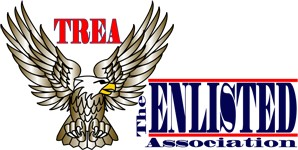 TREA
The
ENLISTED
Association